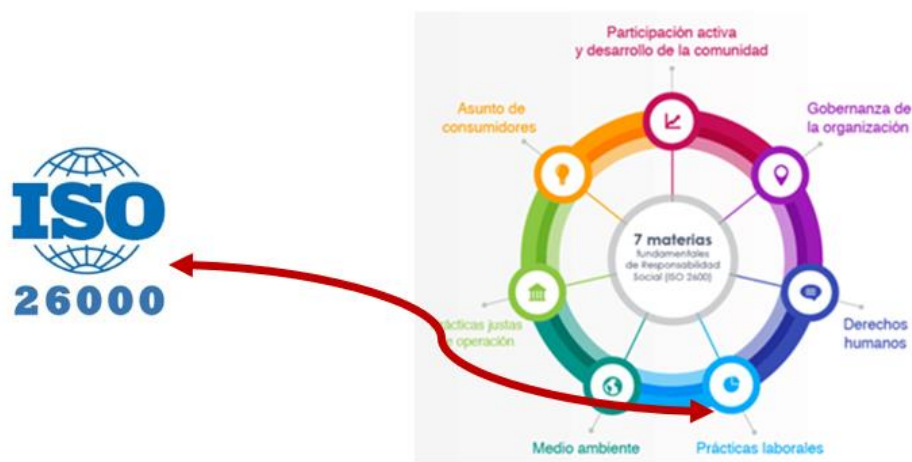 ISO
26000
Participación activa
y desarrollo de la comunidad
Asunto de
consumidores
Gobernanza de
la organización
7 materias
fundamentales
de Responsabilidad
Social (ISO 2600)
ácticas justas
e operación
Derechos
humanos
Medio ambiente
Prácticas laborales